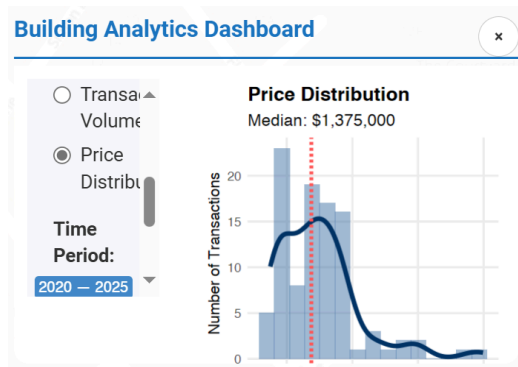 Building Analytics Dashboard
×
Transa
Volume
Price
Distribu
Time
Period:
2020 — 2025
Price Distribution
Median: $1,375,000
Number of Transactions
20
15
10
5
0